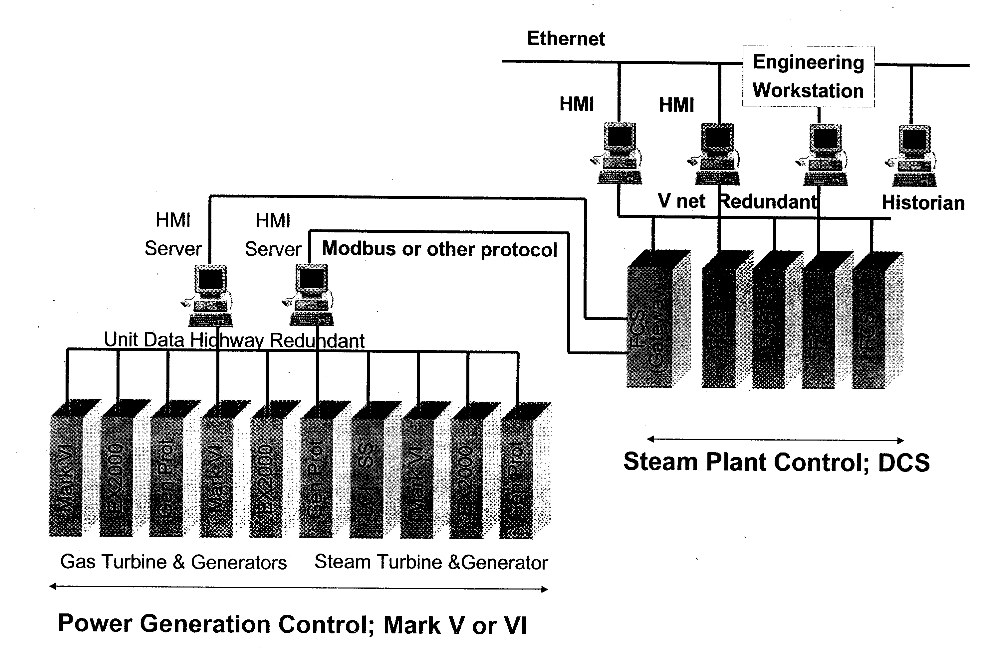 Ethernet
Engineering
Workstation
HMI
HMI
V net Redundant
Historian
HMI
Server
HMI
Server
Modbus or other protocol
Unit Data Highway Redundant
FCS
(Gateway)
FCS
FCS
FCS
FCS
Mark VI
EX2000
Gen Prot
Mark VI
EX2000
Gen Prot
LCI - SS
Mark VI
EX2000
Gen Prot
Steam Plant Control; DCS
Gas Turbine & Generators
Steam Turbine &Generator
Power Generation Control; Mark V or VI